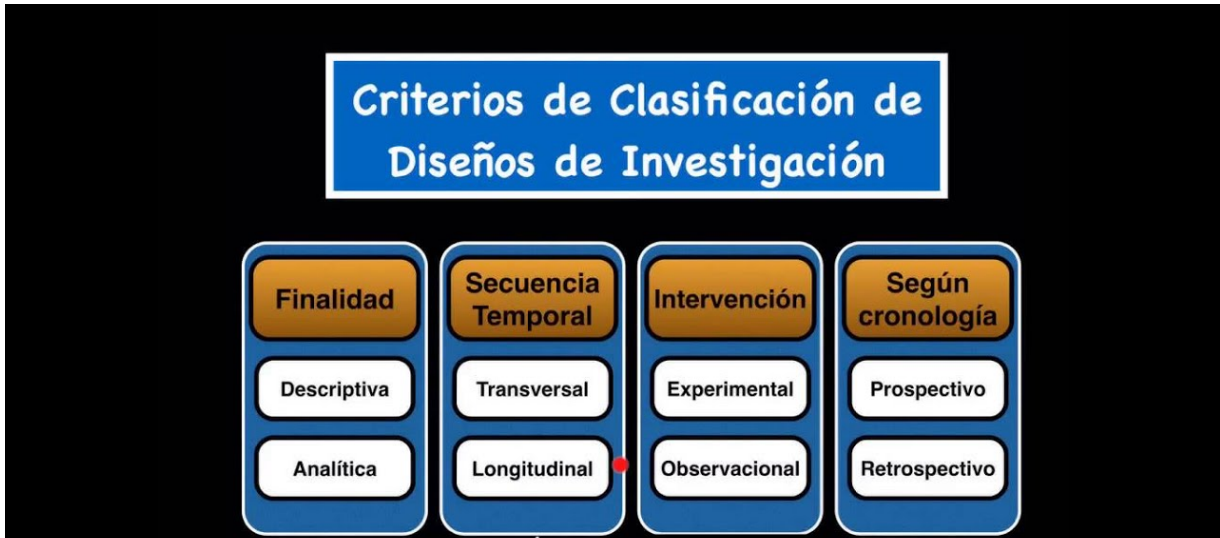 Criterios de Clasificación de
Diseños de Investigación
Finalidad
Descriptiva
Analítica
Secuencia
Temporal
Transversal
Longitudinal
Intervención
Experimental
Observacional
Según
cronología
Prospectivo
Retrospectivo